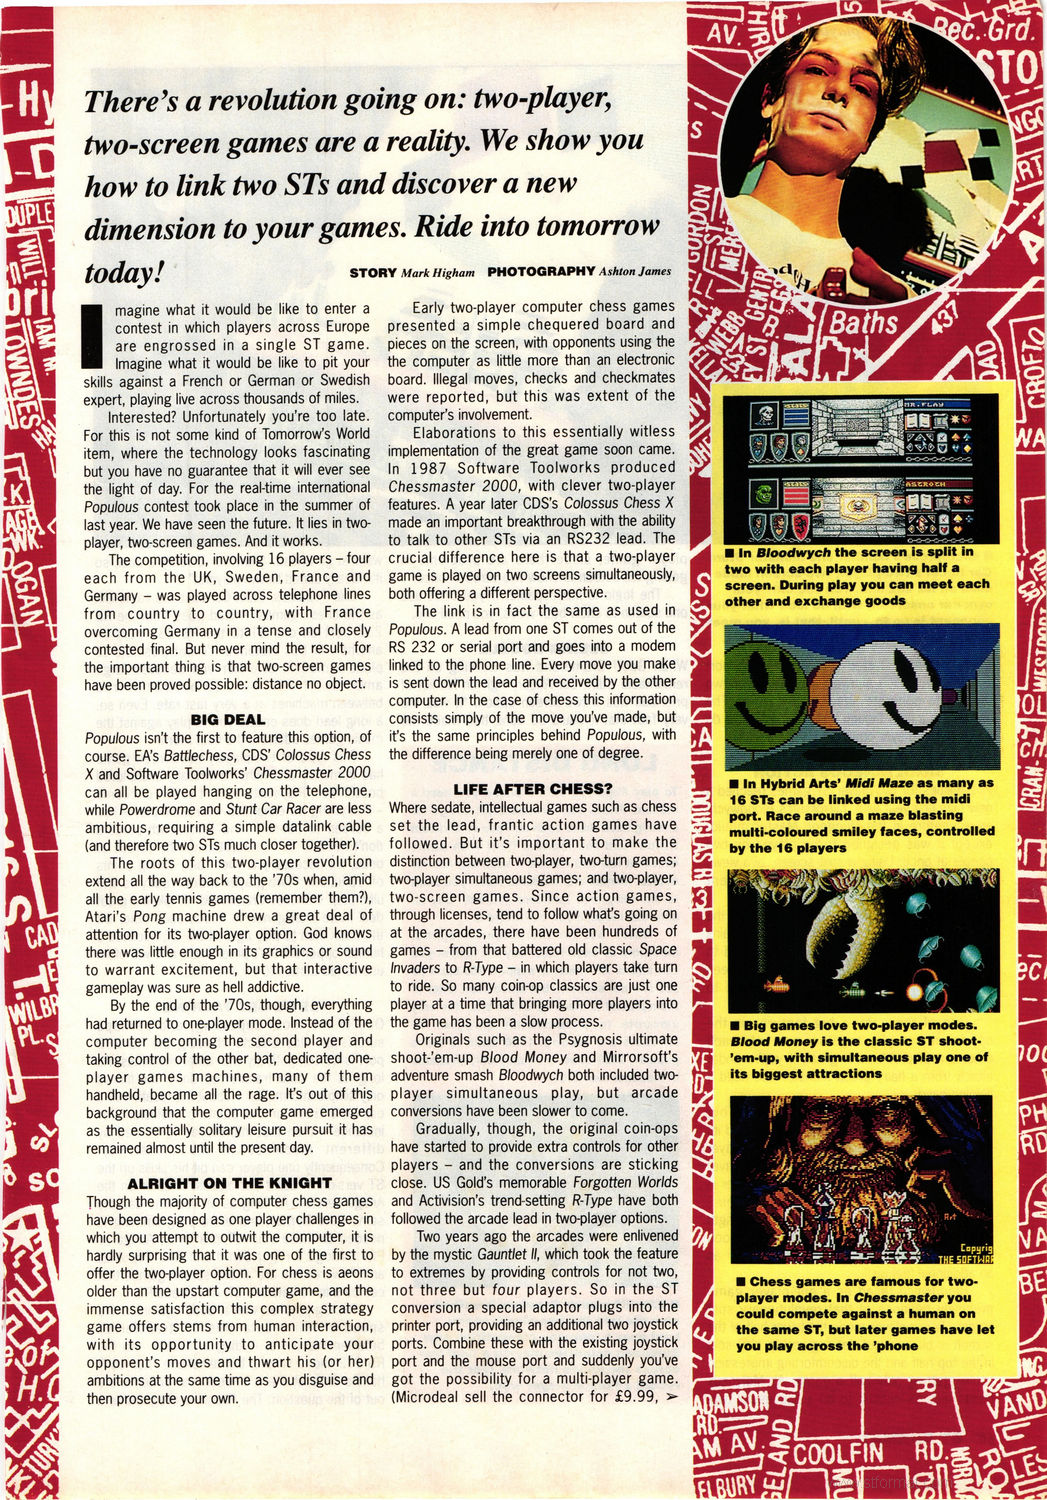 There's a revolution going on: two-player,
two-screen games are a reality. We show you
how to link two STs and discover a new
dimension to your games. Ride into tomorrow
today!
STORY Mark Higham PHOTOGRAPHY Ashton James
Imagine what it would be like to enter a
contest in which players across Europe
are engrossed in a single ST game.
Imagine what it would be like to pit your
skills against a French or German or Swedish
expert, playing live across thousands of miles.
Interested? Unfortunately you're too late.
For this is not some kind of Tomorrow's World
item, where the technology looks fascinating
but you have no guarantee that it will ever see
the light of day. For the real-time international
Populous contest took place in the summer of
last year. We have seen the future. It lies in two-
player, two-screen games. And it works.
The competition, involving 16 players – four
each from the UK, Sweden, France and
Germany – was played across telephone lines
from country to country, with France
overcoming Germany in a tense and closely
contested final. But never mind the result, for
the important thing is that two-screen games
have been proved possible: distance no object.
BIG DEAL
Populous isn't the first to feature this option, of
course. EA's Battlechess, CDS' Colossus Chess
X and Software Toolworks' Chessmaster 2000
can all be played hanging on the telephone,
while Powerdrome and Stunt Car Racer are less
ambitious, requiring a simple datalink cable
(and therefore two STs much closer together).
The roots of this two-player revolution
extend all the way back to the '70s when, amid
all the early tennis games (remember them?),
Atari's Pong machine drew a great deal of
attention for its two-player option. God knows
there was little enough in its graphics or sound
to warrant excitement, but that interactive
gameplay was sure as hell addictive.
By the end of the '70s, though, everything
had returned to one-player mode. Instead of the
computer becoming the second player and
taking control of the other bat, dedicated one-
player games machines, many of them
handheld, became all the rage. It's out of this
background that the computer game emerged
as the essentially solitary leisure pursuit it has
remained almost until the present day.
ALRIGHT ON THE KNIGHT
Though the majority of computer chess games
have been designed as one player challenges in
which you attempt to outwit the computer, it is
hardly surprising that it was one of the first to
offer the two-player option. For chess is aeons
older than the upstart computer game, and the
immense satisfaction this complex strategy
game offers stems from human interaction,
with its opportunity to anticipate your
opponent's moves and thwart his (or her)
ambitions at the same time as you disguise and
then prosecute your own.
Early two-player computer chess games
presented a simple chequered board and
pieces on the screen, with opponents using the
the computer as little more than an electronic
board. Illegal moves, checks and checkmates
were reported, but this was extent of the
computer's involvement.
Elaborations to this essentially witless
implementation of the great game soon came.
In 1987 Software Toolworks produced
Chessmaster 2000, with clever two-player
features. A year later CDS's Colossus Chess X
made an important breakthrough with the ability
to talk to other STs via an RS232 lead. The
crucial difference here is that a two-player
game is played on two screens simultaneously,
both offering a different perspective.
The link is in fact the same as used in
Populous. A lead from one ST comes out of the
RS 232 or serial port and goes into a modem
linked to the phone line. Every move you make
is sent down the lead and received by the other
computer. In the case of chess this information
consists simply of the move you've made, but
it's the same principles behind Populous, with
the difference being merely one of degree.
LIFE AFTER CHESS?
Where sedate, intellectual games such as chess
set the lead, frantic action games have
followed. But it's important to make the
distinction between two-player, two-turn games;
two-player simultaneous games; and two-player,
two-screen games. Since action games,
through licenses, tend to follow what's going on
at the arcades, there have been hundreds of
games – from that battered old classic Space
Invaders to R-Type – in which players take turn
to ride. So many coin-op classics are just one
player at a time that bringing more players into
the game has been a slow process.
Originals such as the Psygnosis ultimate
shoot-'em-up Blood Money and Mirrorsoft's
adventure smash Bloodwych both included two-
player simultaneous play, but arcade
conversions have been slower to come.
Gradually, though, the original coin-ops
have started to provide extra controls for other
players – and the conversions are sticking
close. US Gold's memorable Forgotten Worlds
and Activision's trend-setting R-Type have both
followed the arcade lead in two-player options.
Two years ago the arcades were enlivened
by the mystic Gauntlet II, which took the feature
to extremes by providing controls for not two,
not three but four players. So in the ST
conversion a special adaptor plugs into the
printer port, providing an additional two joystick
ports. Combine these with the existing joystick
port and the mouse port and suddenly you've
got the possibility for a multi-player game.
(Microdeal sell the connector for £9.99, ➢
AV.
Rec. Grd.
Baths
437
STATS
MR. FLAY
STATS
ASTROTH
■ In Bloodwych the screen is split in
two with each player having half a
screen. During play you can meet each
other and exchange goods
■ In Hybrid Arts' Midi Maze as many as
16 STs can be linked using the midi
port. Race around a maze blasting
multi-coloured smiley faces, controlled
by the 16 players
■ Big games love two-player modes.
Blood Money is the classic ST shoot-
'em-up, with simultaneous play one of
its biggest attractions
Art
Copyrig
THE SOFTWAR
■ Chess games are famous for two-
player modes. In Chessmaster you
could compete against a human on
the same ST, but later games have let
you play across the 'phone
ADAMSON
RD.
AM AV.
COOLFIN RD.
ELBURY